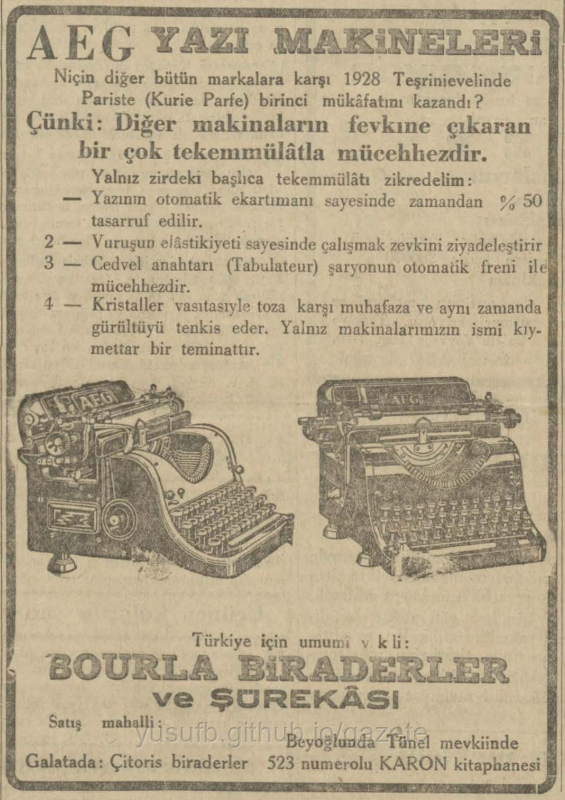 AEG YAZI MAKİNELERİ
Niçin diğer bütün markalara karşı 1928 Teşrinievelinde
Pariste (Kurie Parfe) birinci mükâfatını kazandı?
Çünki: Diğer makinaların fevkıne çıkaran
bir çok tekemmülâtla mücehhezdir.
Yalnız zirdeki başlıca tekemmülâtı zikredelim:
— Yazının otomatik ekartımanı sayesinde zamandan % 50
tasarruf edilir.
2 — Vuruşun elâstikiyeti sayesinde çalışmak zevkini ziyadeleştirir
3 — Cedvel anahtarı (Tabulateur) şaryonun otomatik freni ile
mücehhezdir.
4 — Kristaller vasıtasıyle toza karşı muhafaza ve aynı zamanda
gürültüyü tenkis eder. Yalnız makinalarımızın ismi kıy-
mettar bir teminattır.
AEG
AEG
Türkiye için umumi v k li:
BOURLA BİRADERLER
ve ŞÜREKÂSI
Satış mahalli:
yusufb.github.io/gazete
Beyoğlunda Tünel mevkiinde
Galatada: Çitoris biraderler 523 numerolu KARON kitaphanesi